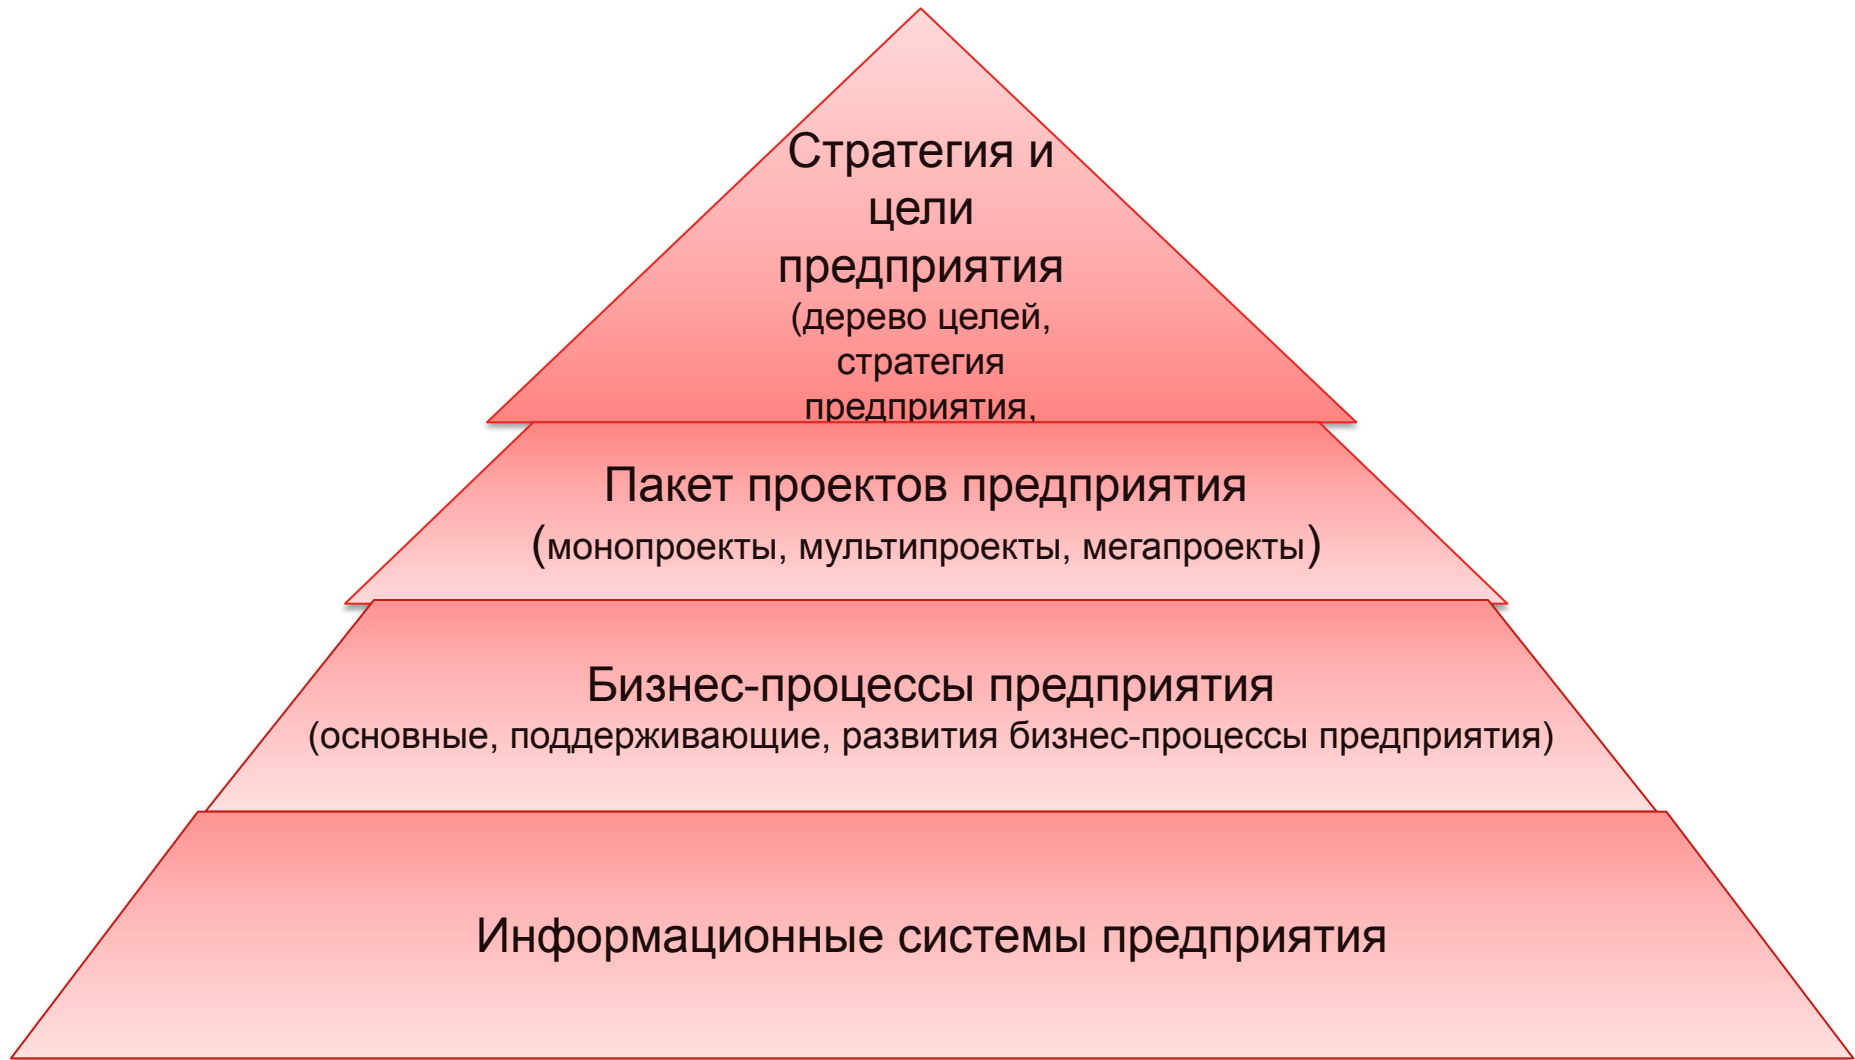 Стратегия и
цели
предприятия
(дерево целей,
стратегия
предприятия,
Пакет проектов предприятия
(монопроекты, мультипроекты, мегапроекты)
Бизнес-процессы предприятия
(основные, поддерживающие, развития бизнес-процессы предприятия)
Информационные системы предприятия